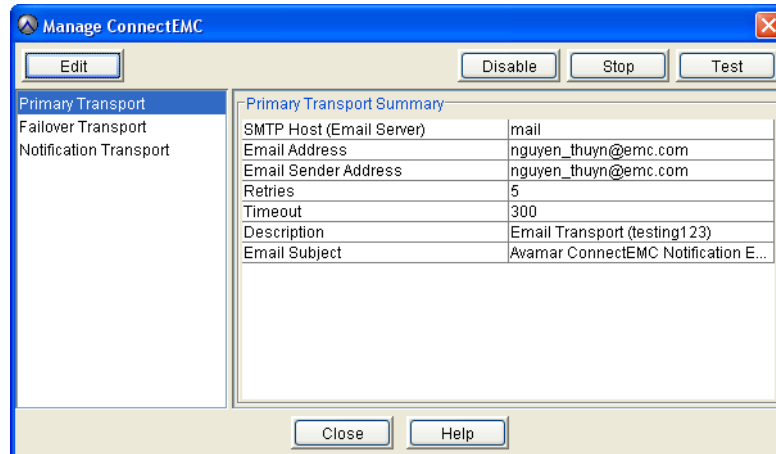 Manage ConnectEMC
Edit Disable Stop Test
Primary Transport
Failover Transport
Notification Transport
Primary Transport Summary
SMTP Host (Email Server) mail
Email Address nguyen_thuyn@emc.com
Email Sender Address nguyen_thuyn@emc.com
Retries 5
Timeout 300
Description Email Transport (testing123)
Email Subject Avamar ConnectEMC Notification E...
Close Help